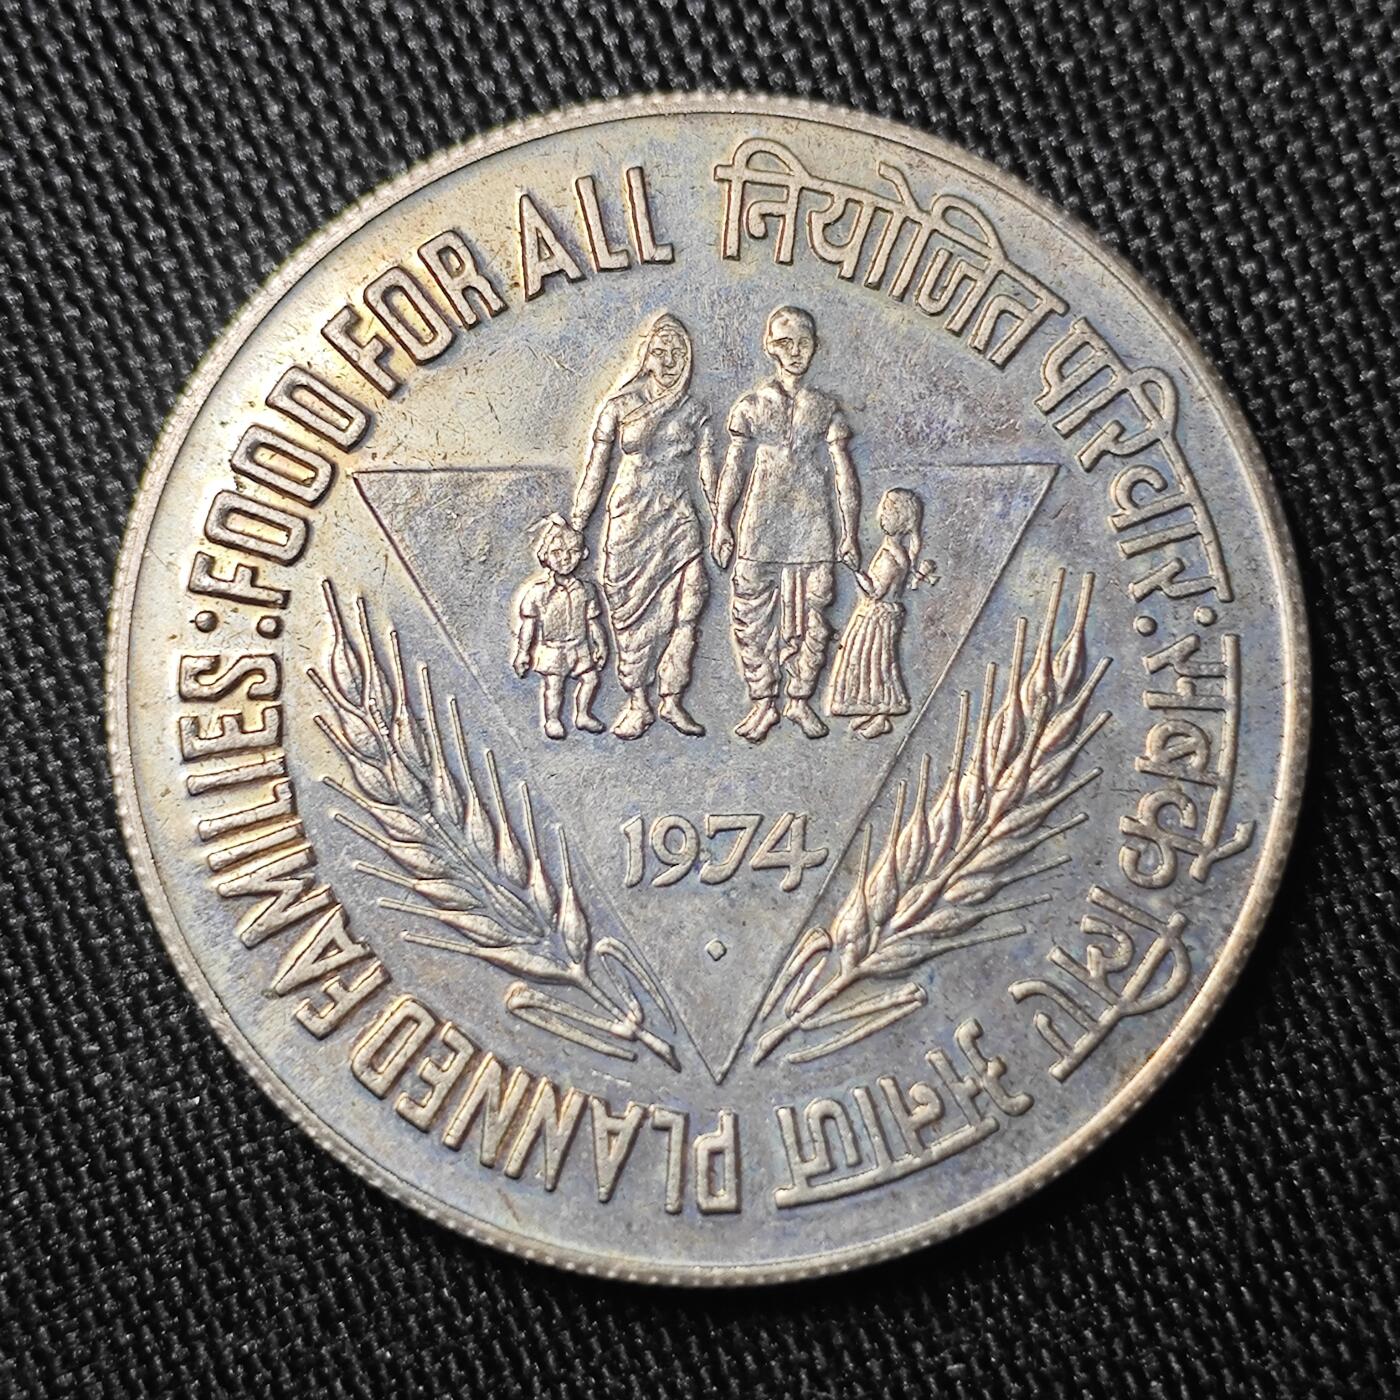 PLANNED FAMILIES: FOOD FOR ALL
नियोजित परिवार: सबके लिए अनाज
1974